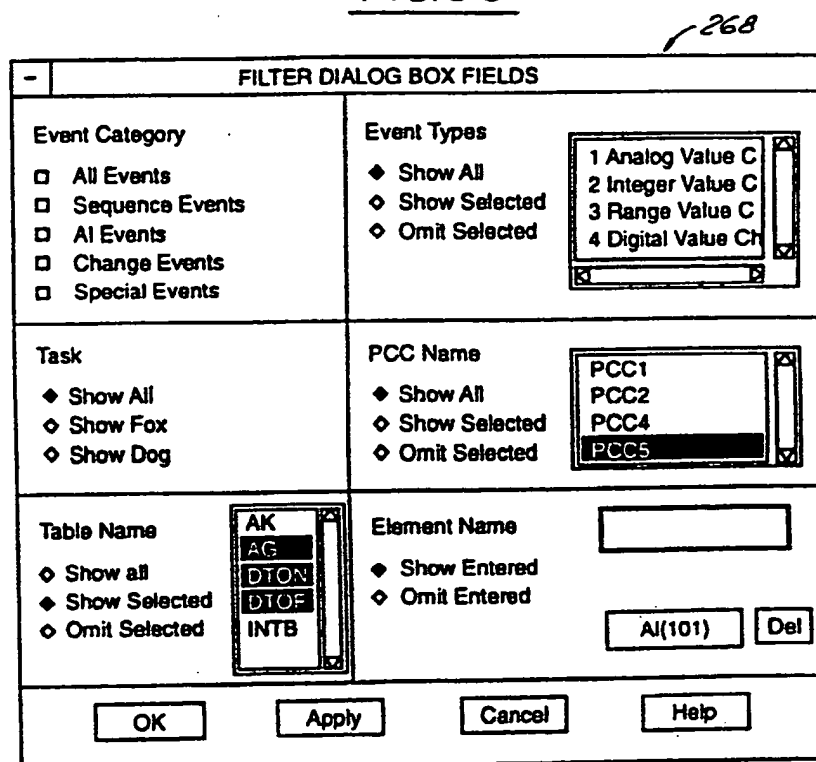 268
FILTER DIALOG BOX FIELDS
Event Category
All Events
Sequence Events
AI Events
Change Events
Special Events
Event Types
Show All
Show Selected
Omit Selected
1 Analog Value C
2 Integer Value C
3 Range Value C
4 Digital Value Ch
Task
Show All
Show Fox
Show Dog
PCC Name
Show All
Show Selected
Omit Selected
PCC1
PCC2
PCC4
PCC5
Table Name
Show all
Show Selected
Omit Selected
AK
AG
DTON
DTOF
INTB
Element Name
Show Entered
Omit Entered
AI(101)
Del
OK
Apply
Cancel
Help